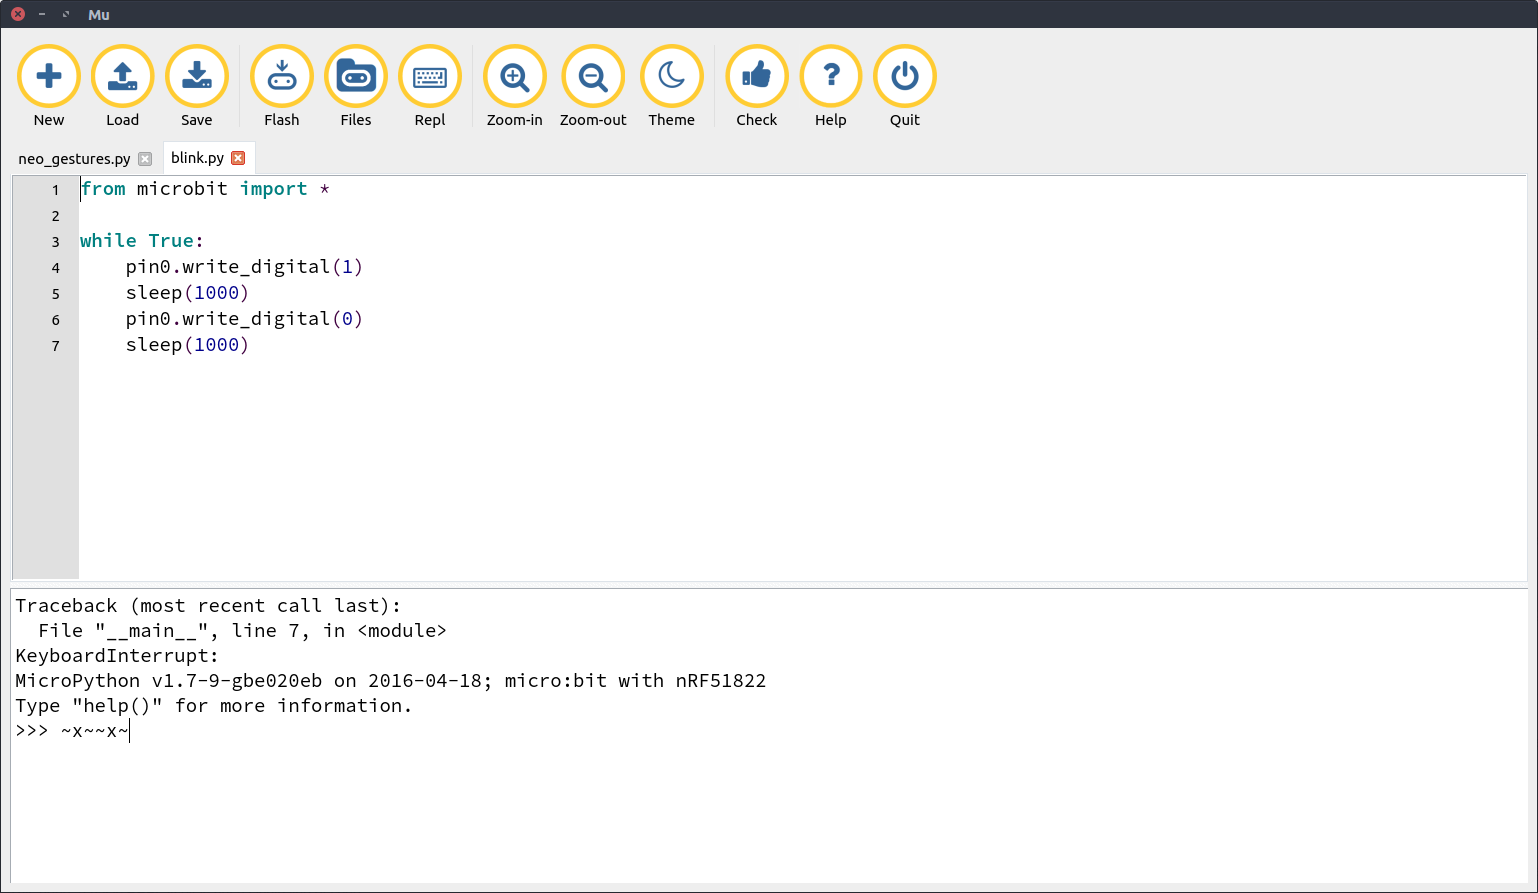 Mu
New Load Save Flash Files Repl Zoom-in Zoom-out Theme Check Help Quit
neo_gestures.py blink.py
1 from microbit import *
2
3 while True:
4     pin0.write_digital(1)
5     sleep(1000)
6     pin0.write_digital(0)
7     sleep(1000)
Traceback (most recent call last):
  File "__main__", line 7, in <module>
KeyboardInterrupt:
MicroPython v1.7-9-gbe020eb on 2016-04-18; micro:bit with nRF51822
Type "help()" for more information.
>>> ~x~~x~